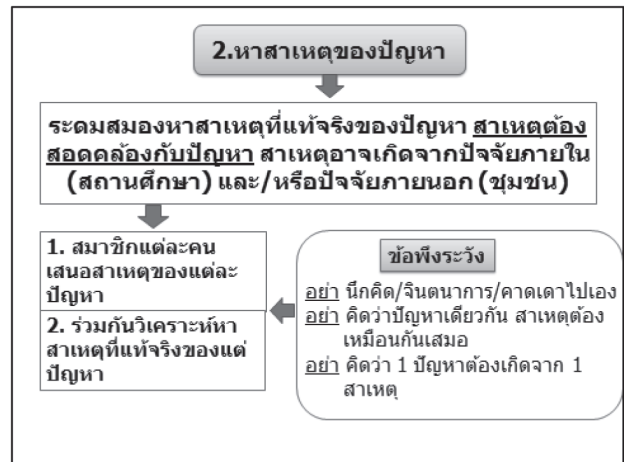 2.หาสาเหตุของปัญหา
ระดมสมองหาสาเหตุที่แท้จริงของปัญหา สาเหตุต้อง
สอดคล้องกับปัญหา สาเหตุอาจเกิดจากปัจจัยภายใน
(สถานศึกษา) และ/หรือปัจจัยภายนอก (ชุมชน)
1. สมาชิกแต่ละคน
เสนอสาเหตุของแต่ละ
ปัญหา
2. ร่วมกันวิเคราะห์หา
สาเหตุที่แท้จริงของแต่
ปัญหา
ข้อพึงระวัง
อย่า นึกคิด/จินตนาการ/คาดเดาไปเอง
อย่า คิดว่าปัญหาเดียวกัน สาเหตุต้อง
เหมือนกันเสมอ
อย่า คิดว่า 1 ปัญหาต้องเกิดจาก 1
สาเหตุ